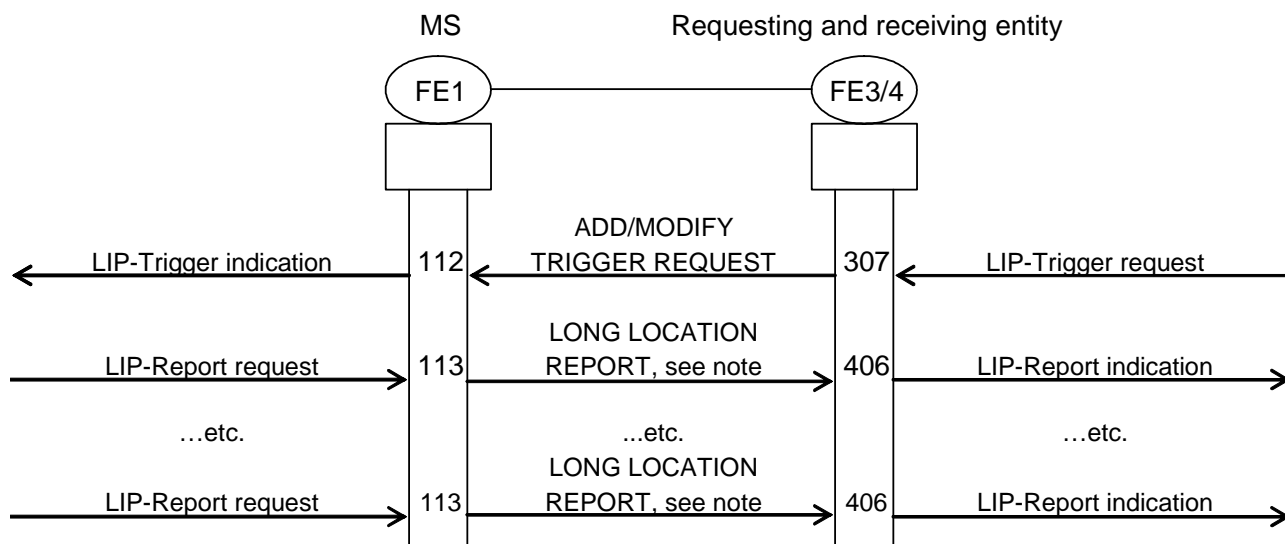 MS
Requesting and receiving entity
FE1
FE3/4
ADD/MODIFY
LIP-Trigger indication
112
TRIGGER REQUEST
307
LIP-Trigger request
LONG LOCATION
LIP-Report request
113
REPORT, see note
406
LIP-Report indication
…etc.
...etc.
…etc.
LONG LOCATION
LIP-Report request
113
REPORT, see note
406
LIP-Report indication